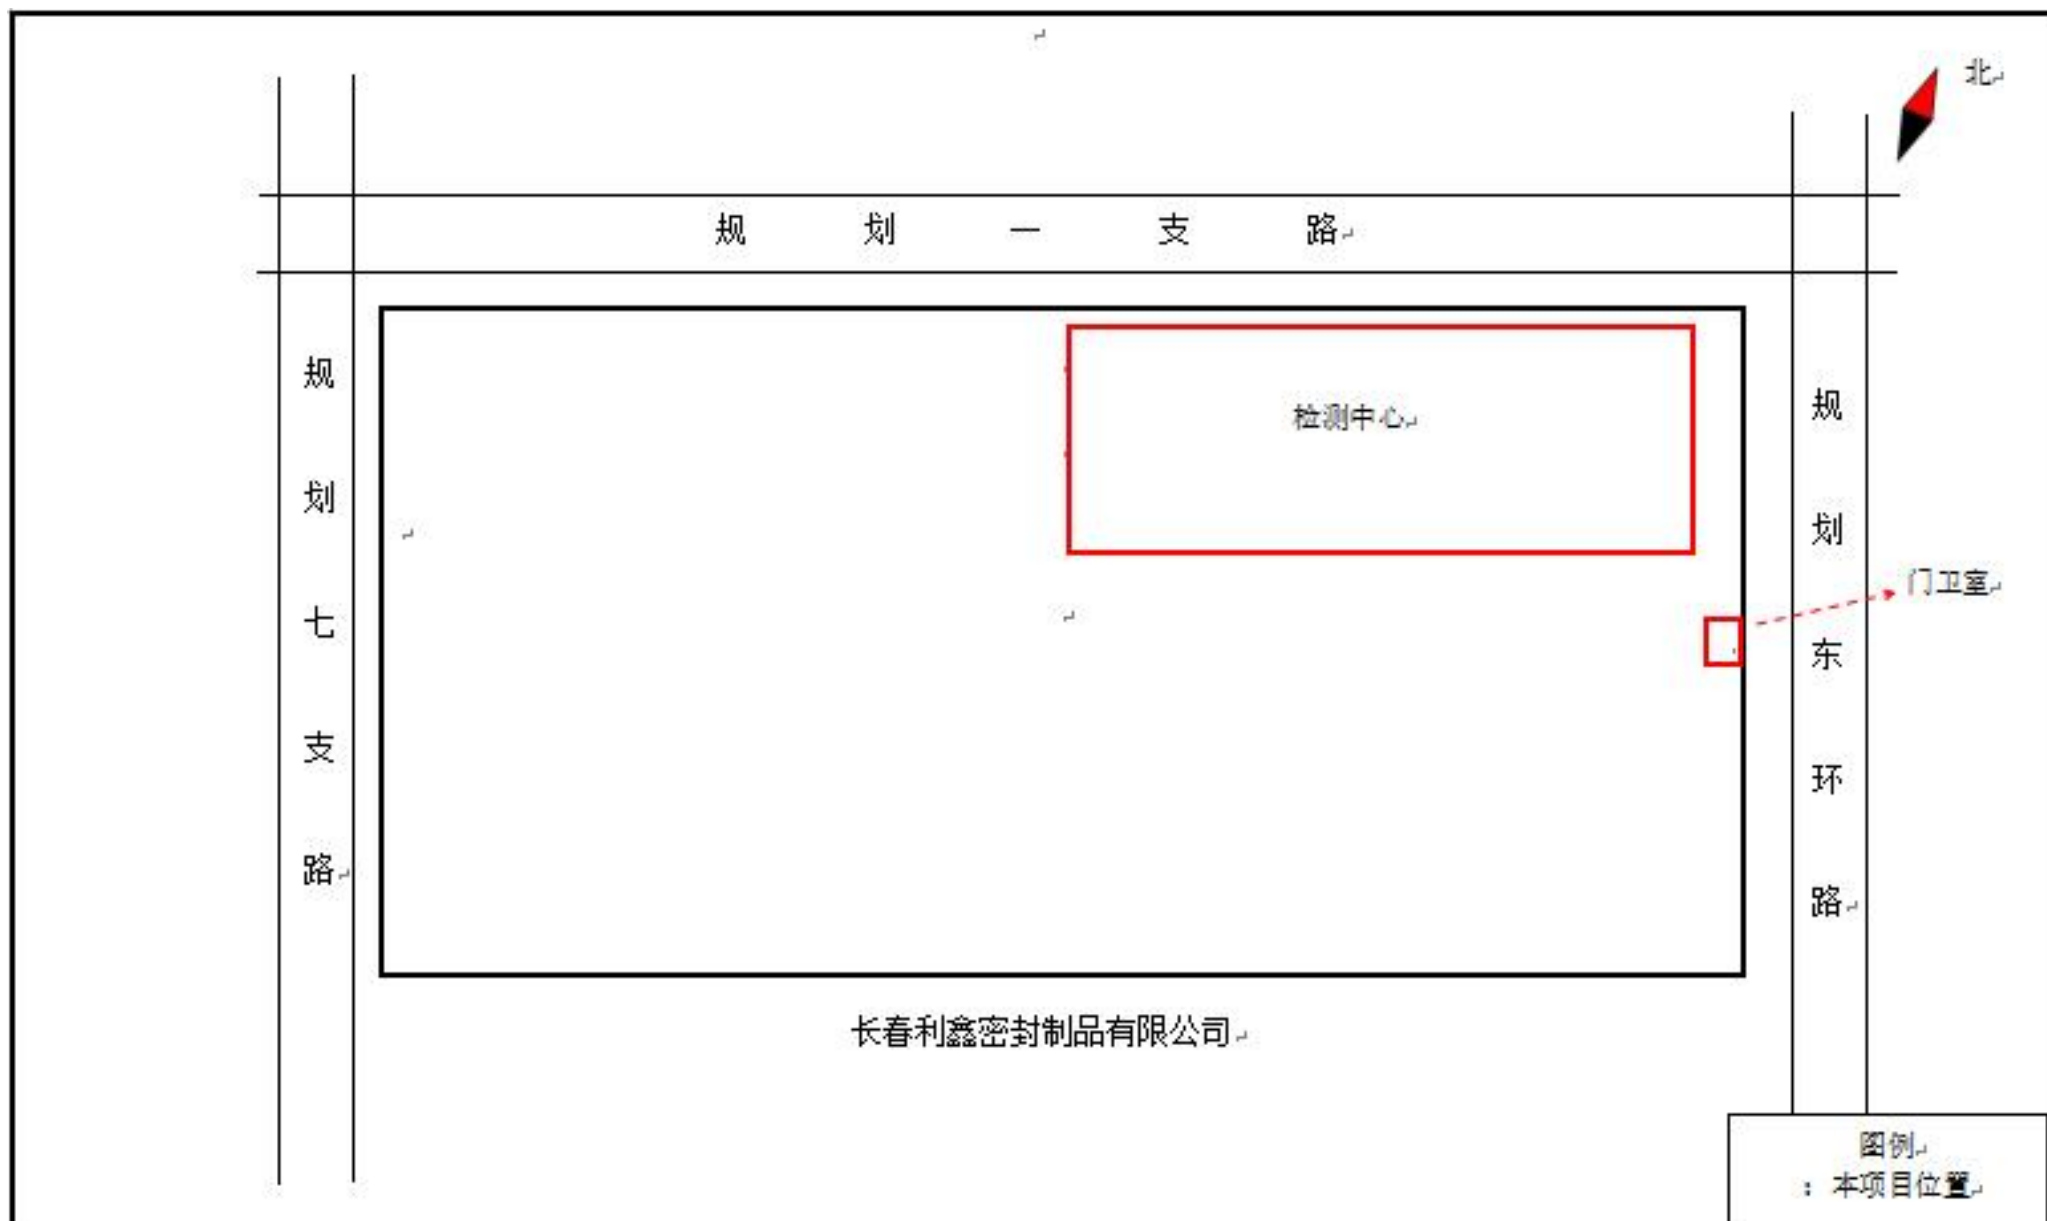 北
规划一支路
规划七支路
检测中心
规划东环路
门卫室
长春利鑫密封制品有限公司
图例
：本项目位置